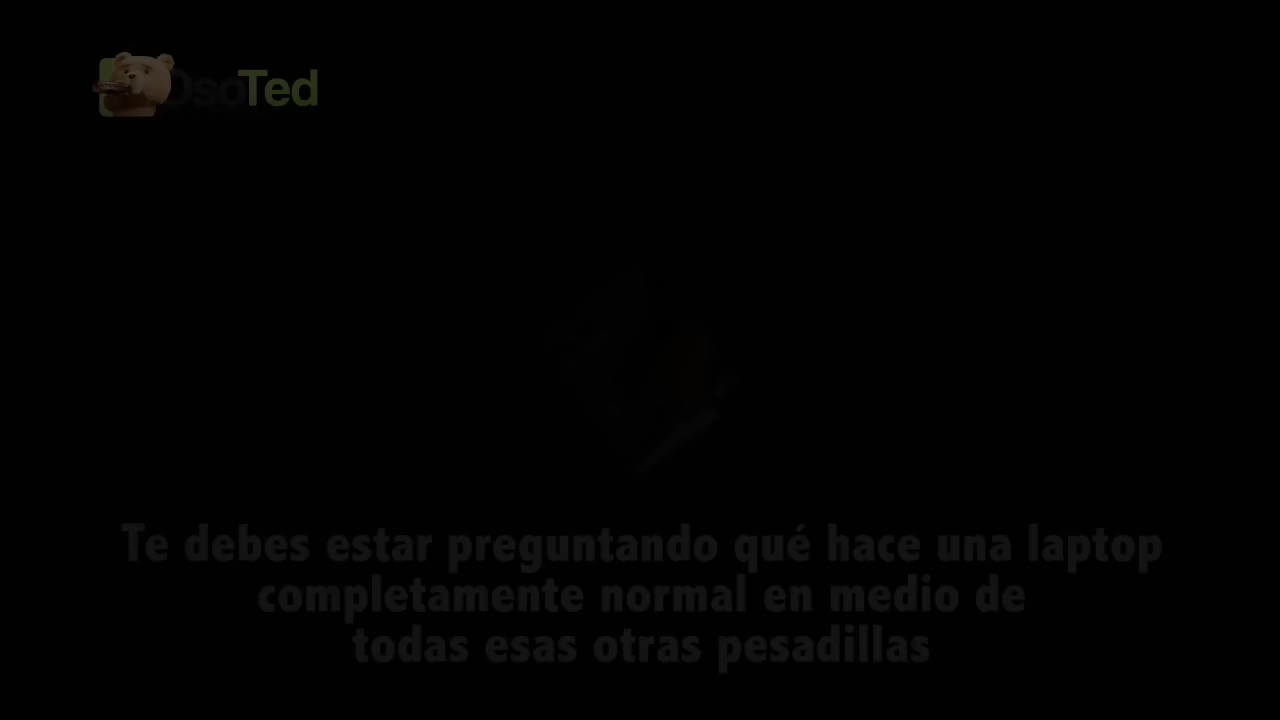 OsoTed
Te debes estar preguntando qué hace una laptop
completamente normal en medio de
todas esas otras pesadillas